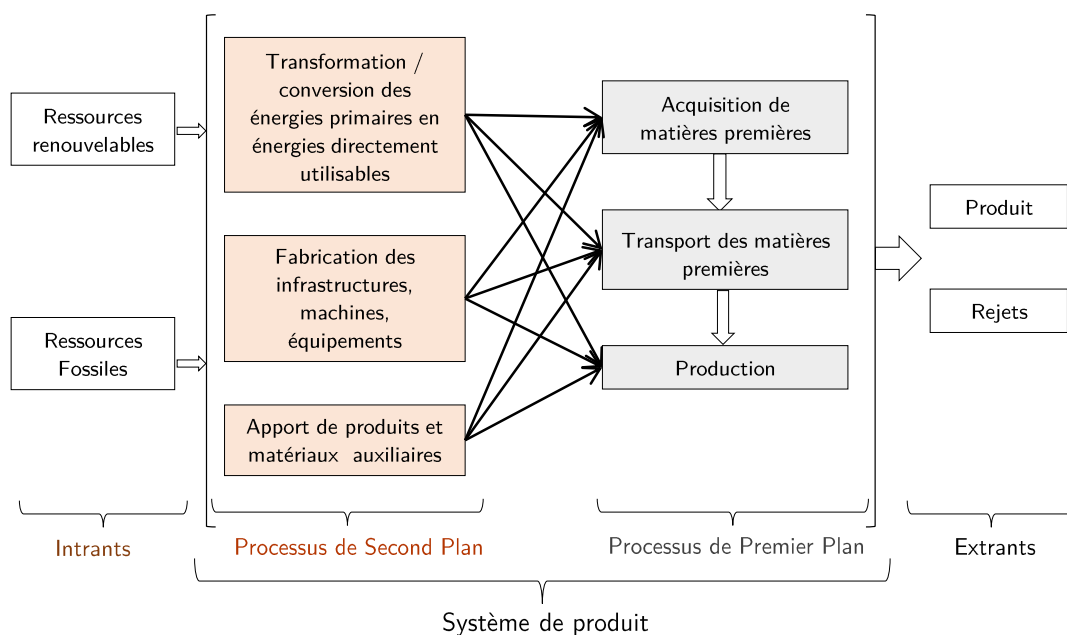 Ressources
renouvelables
Ressources
Fossiles
Intrants
Transformation /
conversion des
énergies primaires en
énergies directement
utilisables
Fabrication des
infrastructures,
machines,
équipements
Apport de produits et
matériaux auxiliaires
Processus de Second Plan
Acquisition de
matières premières
Transport des matières
premières
Production
Processus de Premier Plan
Produit
Rejets
Extrants
Système de produit